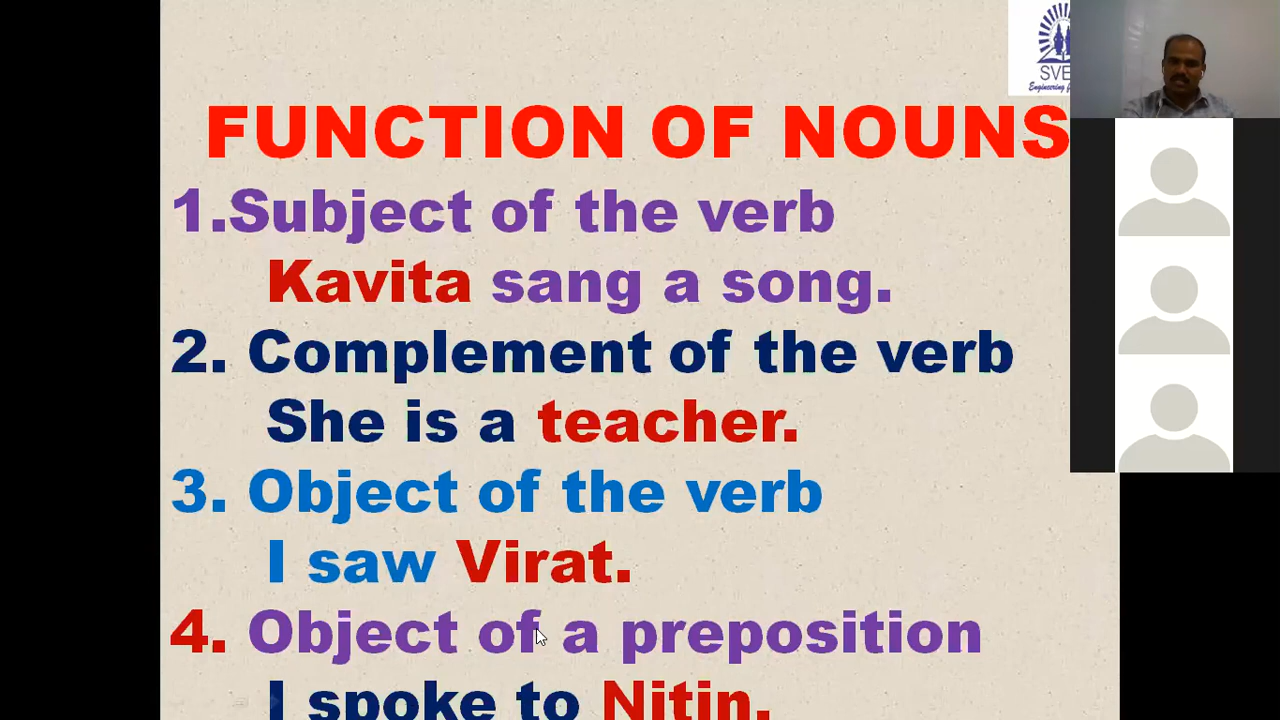 SVE
Engineering
FUNCTION OF NOUNS
1.Subject of the verb
Kavita sang a song.
2. Complement of the verb
She is a teacher.
3. Object of the verb
I saw Virat.
4. Object of a preposition
I spoke to Nitin.